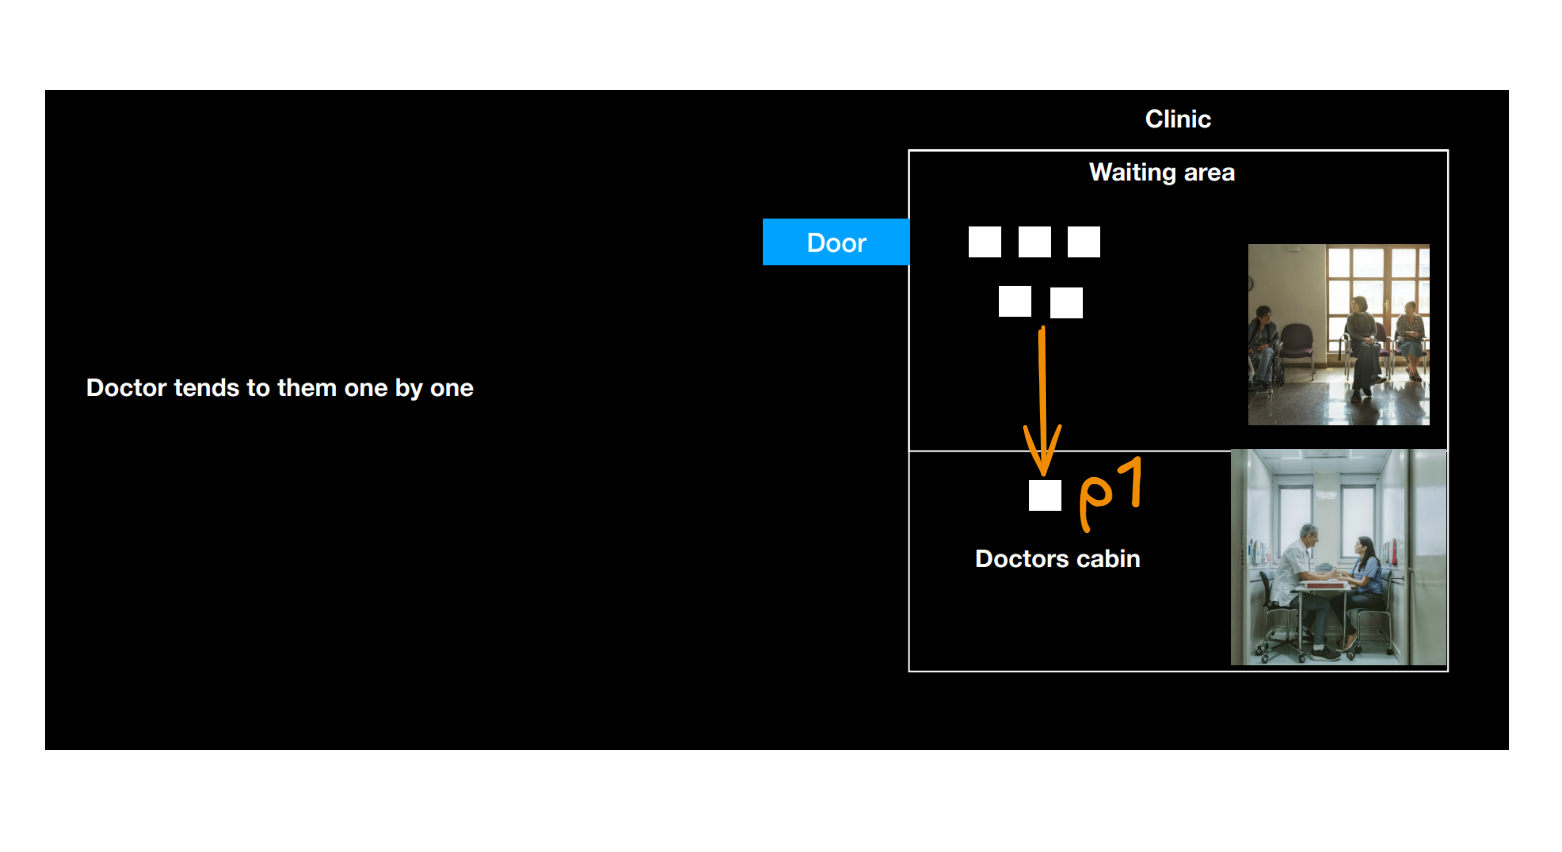 Clinic
Waiting area
Door
Doctor tends to them one by one
p1
Doctors cabin